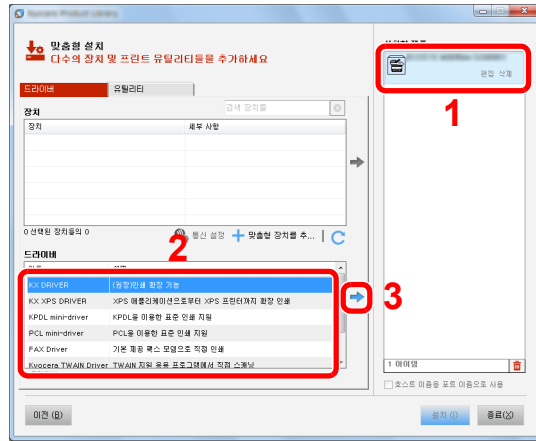 Kyocera Product Library
맞춤형 설치
다수의 장치 및 프린트 유틸리티들을 추가하세요
드라이버 유틸리티
장치 검색 장치들
장치 세부 사항
0 선택된 장치들의 0 통신 설정 맞춤형 장치를 추...
드라이버
KX DRIVER (권장)인쇄 확장 기능
KX XPS DRIVER XPS 애플리케이션으로부터 XPS 프린터까지 확장 인쇄
KPDL mini-driver KPDL을 이용한 표준 인쇄 지원
PCL mini-driver PCL을 이용한 표준 인쇄 지원
FAX Driver 기본 제공 팩스 모뎀으로 직접 인쇄
Kyocera TWAIN Driver TWAIN 지원 응용 프로그램에서 직접 스캐닝
2
3
편집 삭제
1
1 아이템
호스트 이름을 포트 이름으로 사용
이전 (B) 설치 (I) 종료(X)